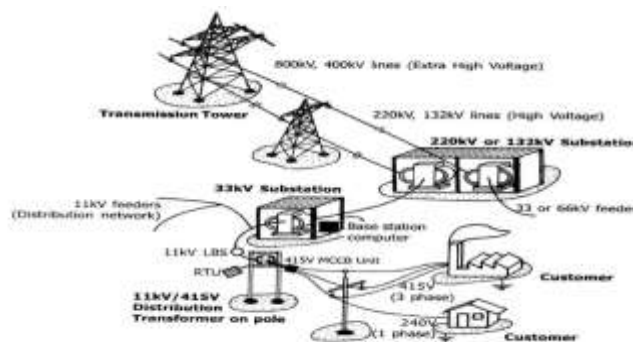 800kV, 400kV lines (Extra High Voltage)
Transmission Tower
220kV, 132kV lines (High Voltage)
220kV or 132kV Substation
33kV Substation
11kV feeders
(Distribution network)
33 or 66kV feede
Base station
computer
11kV LBS
415V MCCB Unit
RTU
415V
(3 phase)
Customer
11kV/415V
Distribution
Transformer on pole
240V
(1 phase)
Customer